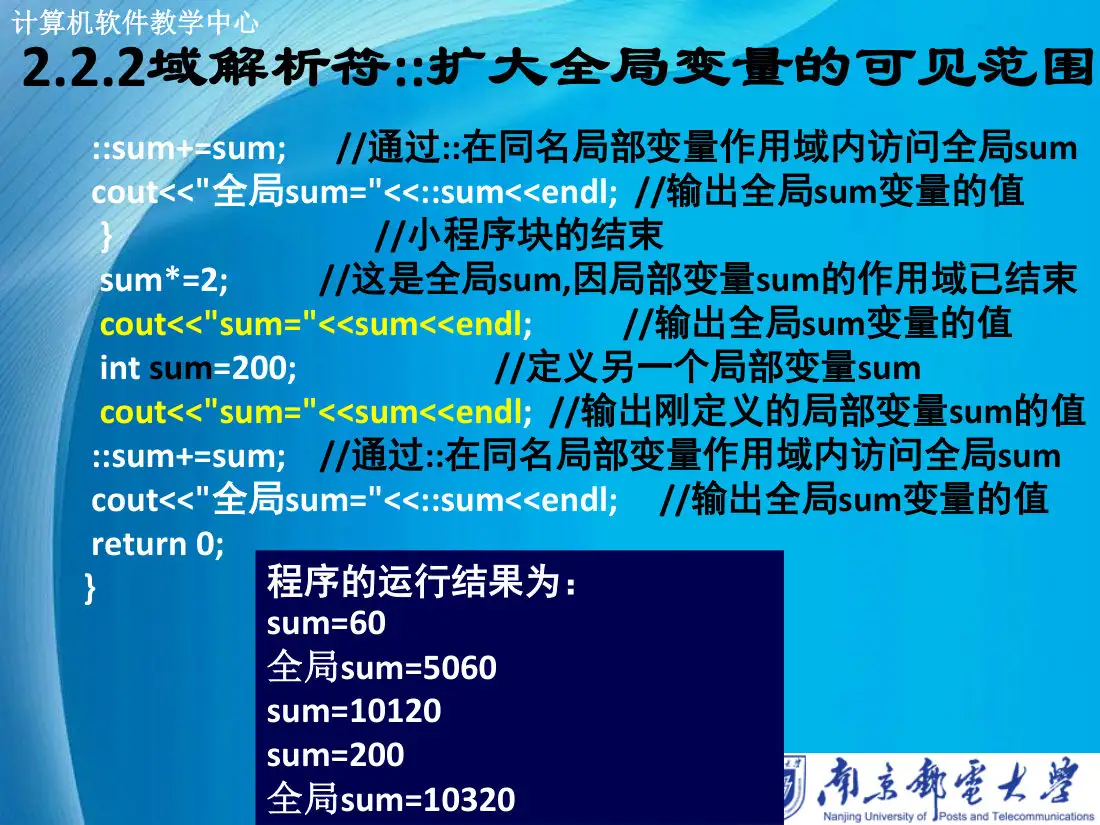 计算机软件教学中心
2.2.2域解析符::扩大全局变量的可见范围
::sum+=sum; //通过::在同名局部变量作用域内访问全局sum
cout<<"全局sum="<<::sum<<endl; //输出全局sum变量的值
} //小程序块的结束
sum*=2; //这是全局sum,因局部变量sum的作用域已结束
cout<<"sum="<<sum<<endl; //输出全局sum变量的值
int sum=200; //定义另一个局部变量sum
cout<<"sum="<<sum<<endl; //输出刚定义的局部变量sum的值
::sum+=sum; //通过::在同名局部变量作用域内访问全局sum
cout<<"全局sum="<<::sum<<endl; //输出全局sum变量的值
return 0;
}
程序的运行结果为：
sum=60
全局sum=5060
sum=10120
sum=200
全局sum=10320
南京邮电大学
Nanjing University of Posts and Telecommunications